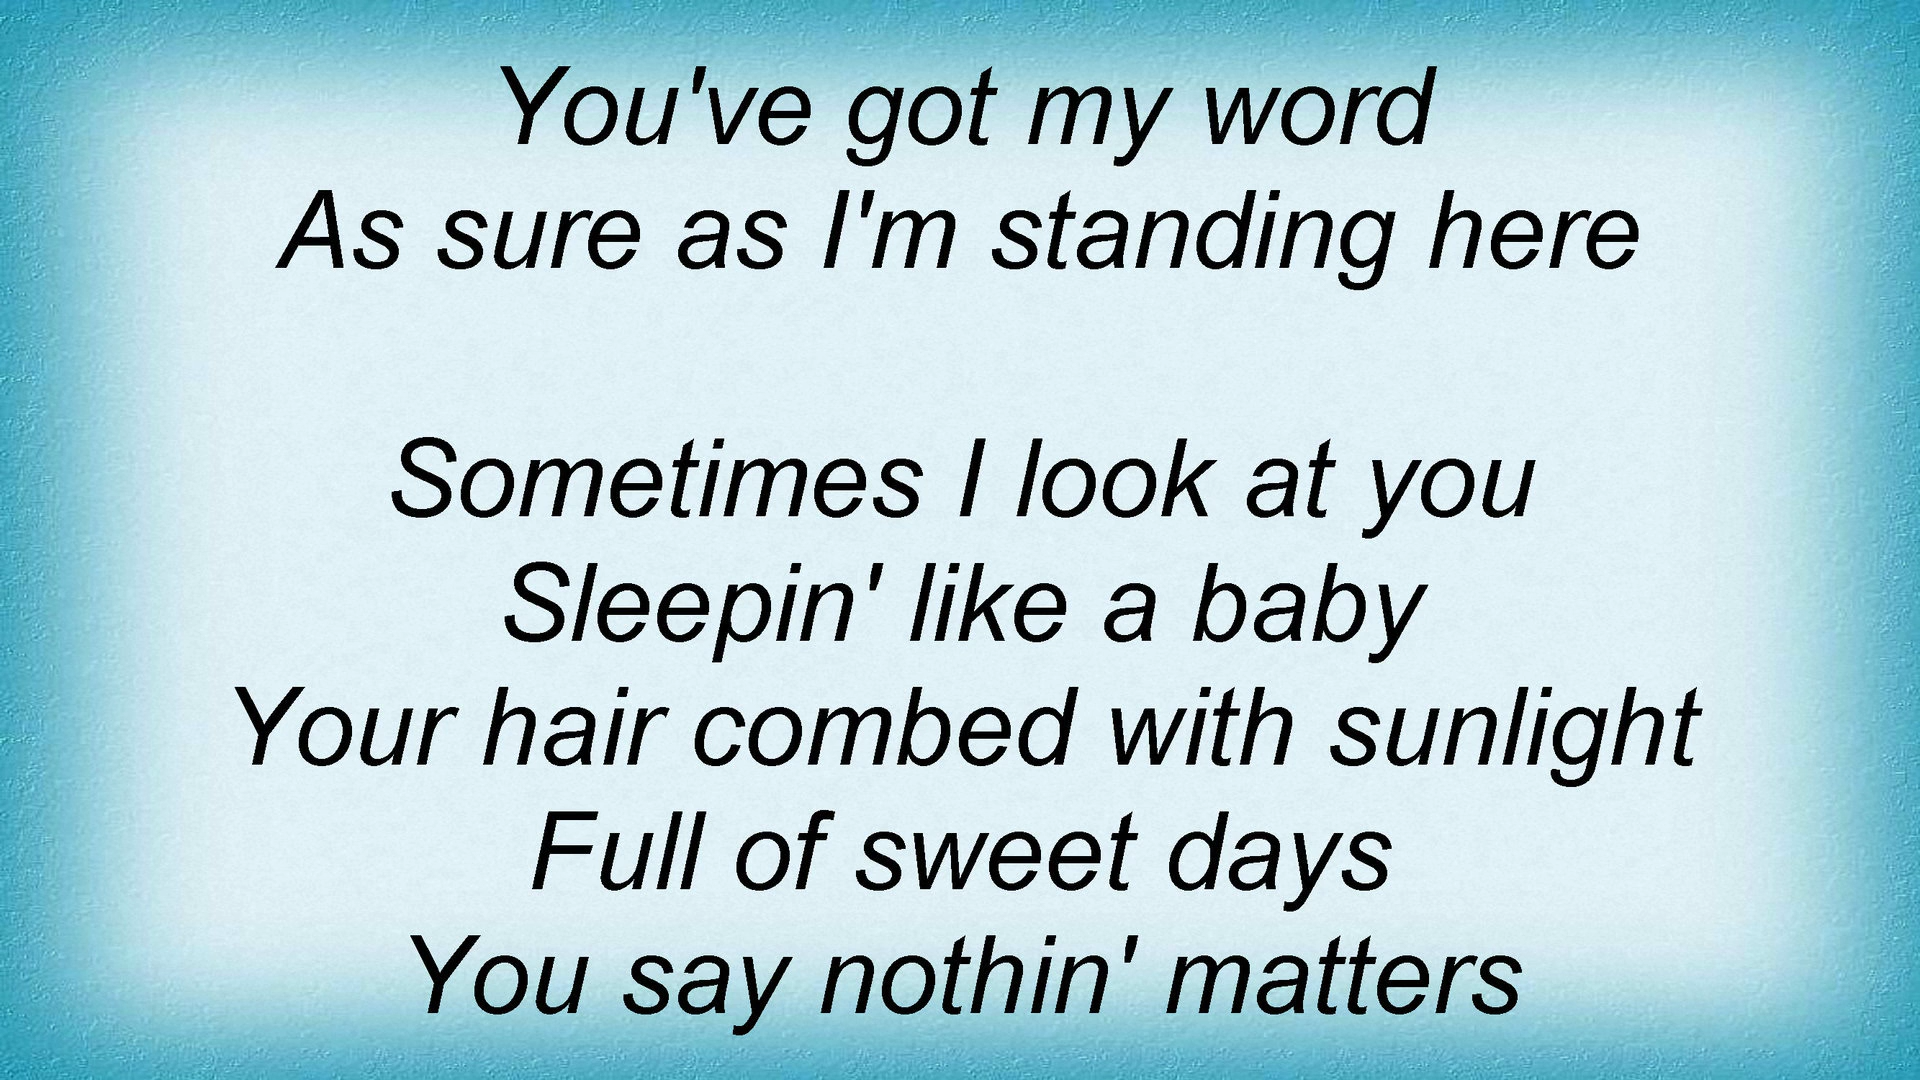 You've got my word
As sure as I'm standing here
Sometimes I look at you
Sleepin' like a baby
Your hair combed with sunlight
Full of sweet days
You say nothin' matters